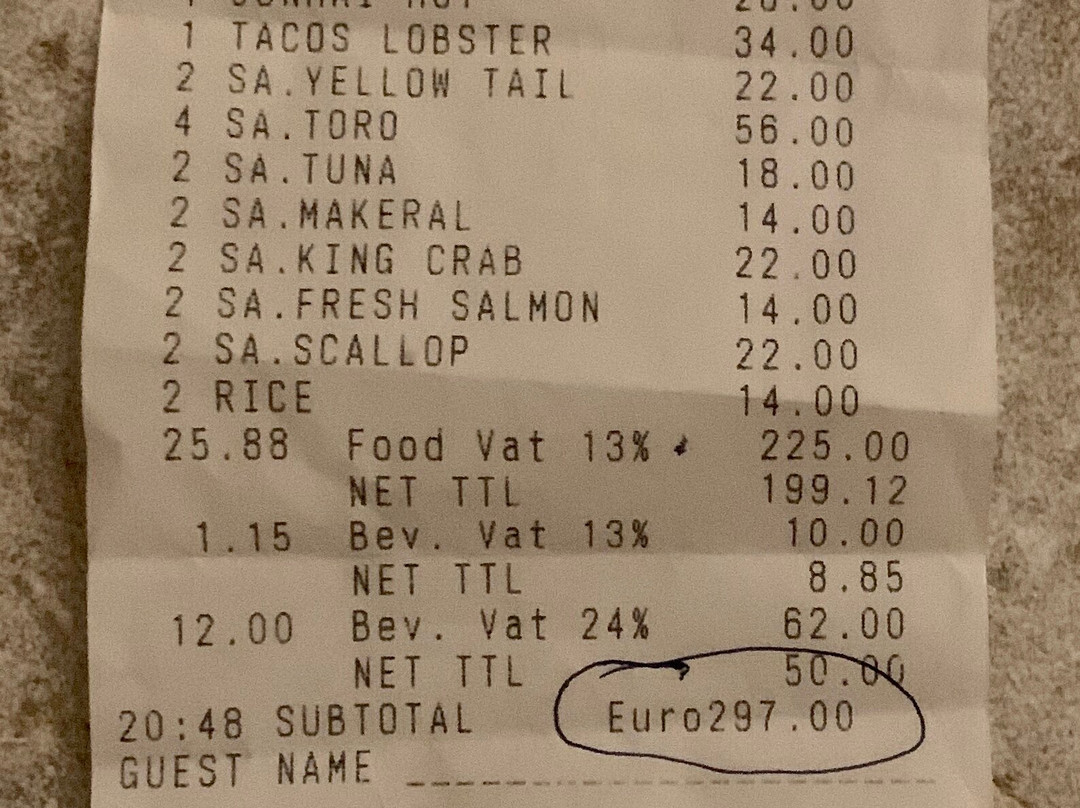 1 TACOS LOBSTER 34.00
2 SA.YELLOW TAIL 22.00
4 SA.TORO 56.00
2 SA.TUNA 18.00
2 SA.MAKERAL 14.00
2 SA.KING CRAB 22.00
2 SA.FRESH SALMON 14.00
2 SA.SCALLOP 22.00
2 RICE 14.00
25.88 Food Vat 13% 225.00
NET TTL 199.12
1.15 Bev. Vat 13% 10.00
NET TTL 8.85
12.00 Bev. Vat 24% 62.00
NET TTL 50.00
20:48 SUBTOTAL Euro297.00
GUEST NAME